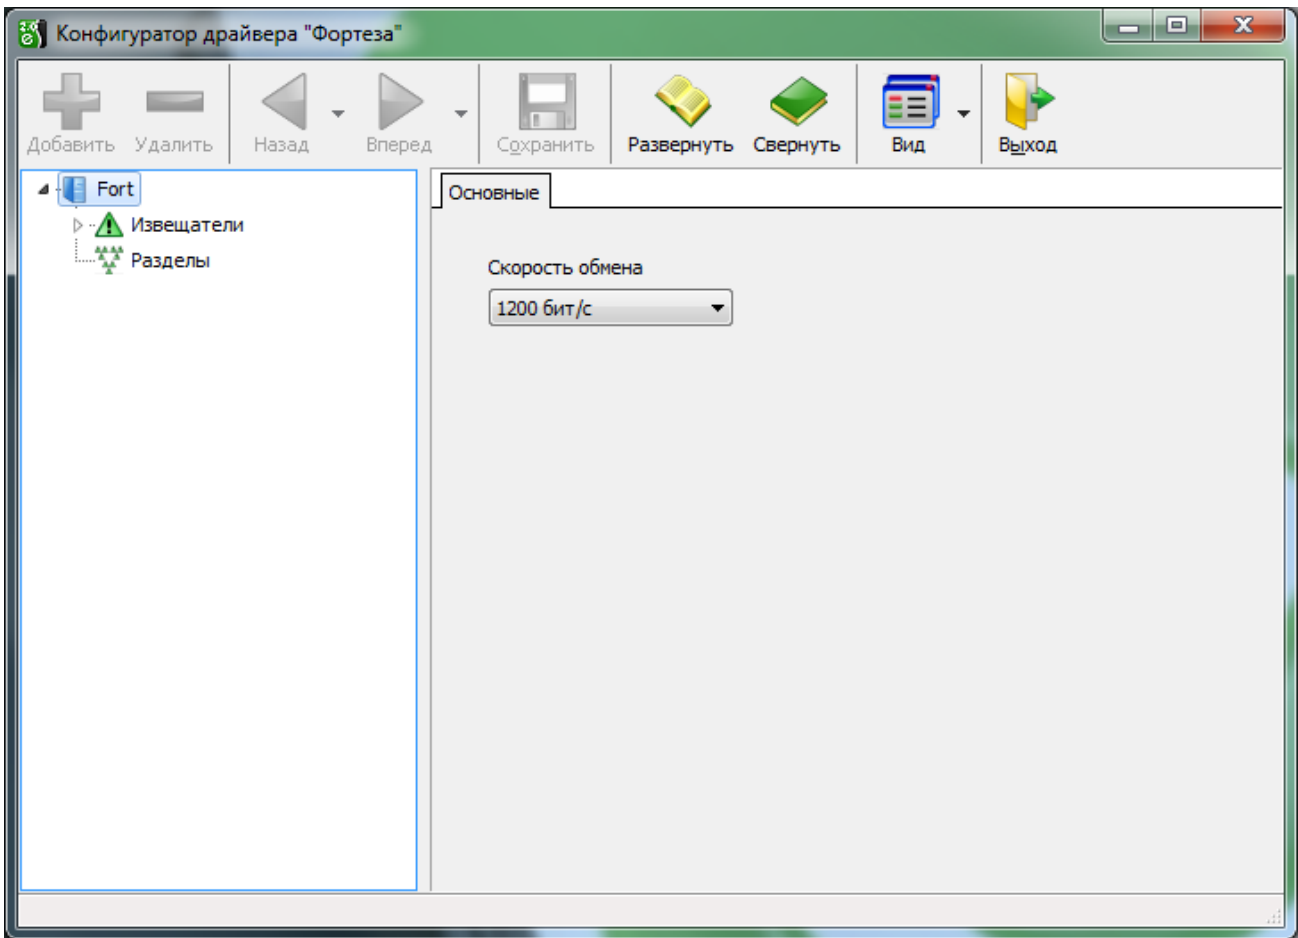 Конфигуратор драйвера "Фортеза"
Добавить Удалить Назад Вперед Сохранить Развернуть Свернуть Вид Выход
Fort
Извещатели
Разделы
Основные
Скорость обмена
1200 бит/с